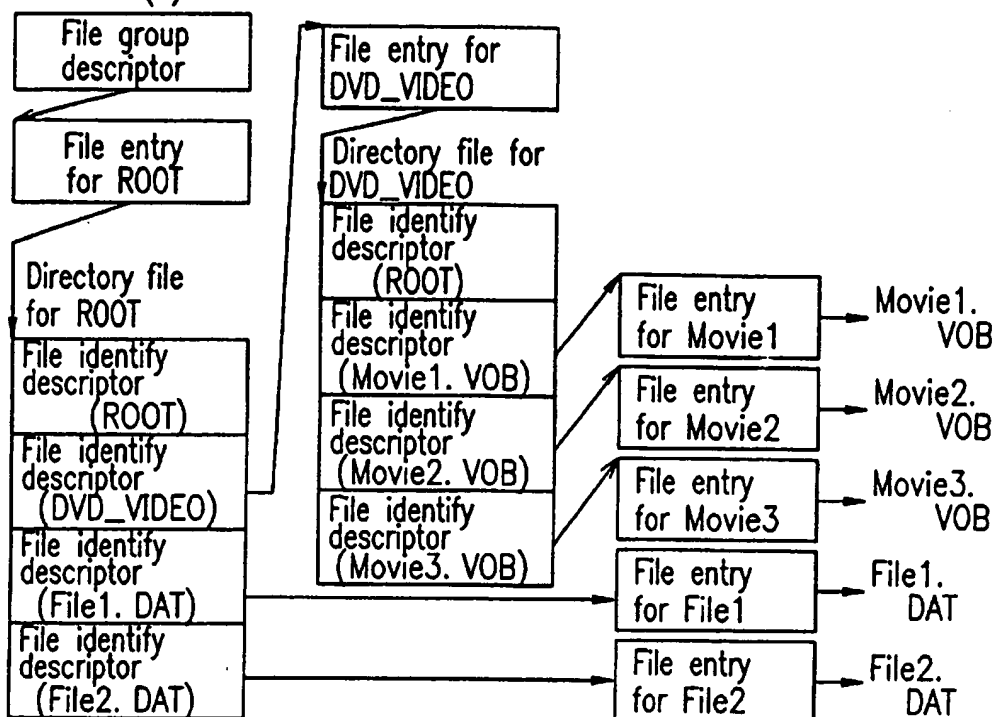 File group
descriptor
File entry
for ROOT
Directory file
for ROOT
File identify
descriptor
(ROOT)
File identify
descriptor
(DVD_VIDEO)
File identify
descriptor
(File1. DAT)
File identify
descriptor
(File2. DAT)
File entry for
DVD_VIDEO
Directory file for
DVD_VIDEO
File identify
descriptor
(ROOT)
File identify
descriptor
(Movie1. VOB)
File identify
descriptor
(Movie2. VOB)
File identify
descriptor
(Movie3. VOB)
File entry
for Movie1
Movie1.
VOB
File entry
for Movie2
Movie2.
VOB
File entry
for Movie3
Movie3.
VOB
File entry
for File1
File1.
DAT
File entry
for File2
File2.
DAT